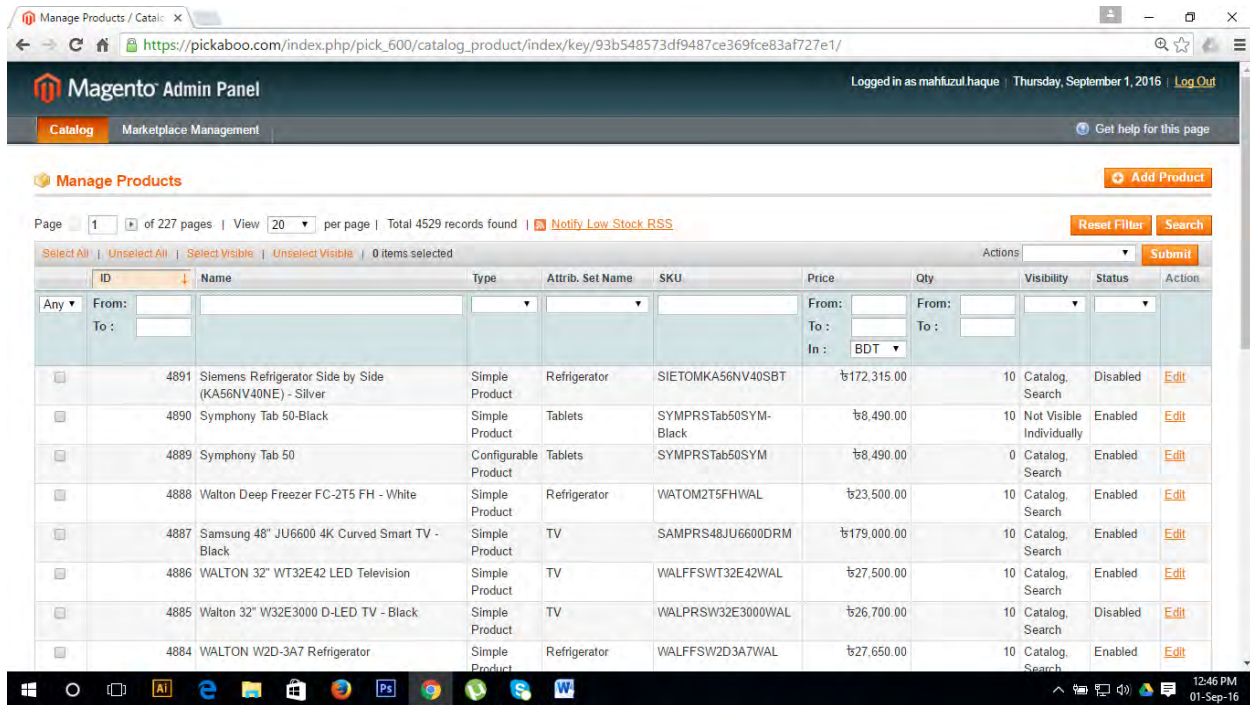 Manage Products / Catalo
https://pickaboo.com/index.php/pick_600/catalog_product/index/key/93b548573df9487ce369fce83af727e1/
Magento Admin Panel
Logged in as mahfuzul.haque | Thursday, September 1, 2016 | Log Out
Catalog Marketplace Management
Get help for this page
Manage Products
Add Product
Page 1 of 227 pages | View 20 per page | Total 4529 records found | Notify Low Stock RSS
Reset Filter Search
Select All | Unselect All | Select Visible | Unselect Visible | 0 items selected
Actions Submit
ID Name Type Attrib. Set Name SKU Price Qty Visibility Status Action
Any From: From: From:
To : To : To :
In : BDT
4891 Siemens Refrigerator Side by Side Simple Refrigerator SIETOMKA56NV40SBT ৳172,315.00 10 Catalog, Disabled Edit
(KA56NV40NE) - Silver Product Search
4890 Symphony Tab 50-Black Simple Tablets SYMPRSTab50SYM- ৳8,490.00 10 Not Visible Enabled Edit
Product Black Individually
4889 Symphony Tab 50 Configurable Tablets SYMPRSTab50SYM ৳8,490.00 0 Catalog, Enabled Edit
Product Search
4888 Walton Deep Freezer FC-2T5 FH - White Simple Refrigerator WATOM2T5FHWAL ৳23,500.00 10 Catalog, Enabled Edit
Product Search
4887 Samsung 48" JU6600 4K Curved Smart TV - Simple TV SAMPRS48JU6600DRM ৳179,000.00 10 Catalog, Enabled Edit
Black Product Search
4886 WALTON 32" WT32E42 LED Television Simple TV WALFFSWT32E42WAL ৳27,500.00 10 Catalog, Enabled Edit
Product Search
4885 Walton 32" W32E3000 D-LED TV - Black Simple TV WALPRSW32E3000WAL ৳26,700.00 10 Catalog, Disabled Edit
Product Search
4884 WALTON W2D-3A7 Refrigerator Simple Refrigerator WALFFSW2D3A7WAL ৳27,650.00 10 Catalog, Enabled Edit
Product Search
Ai Ps W
12:46 PM
01-Sep-16